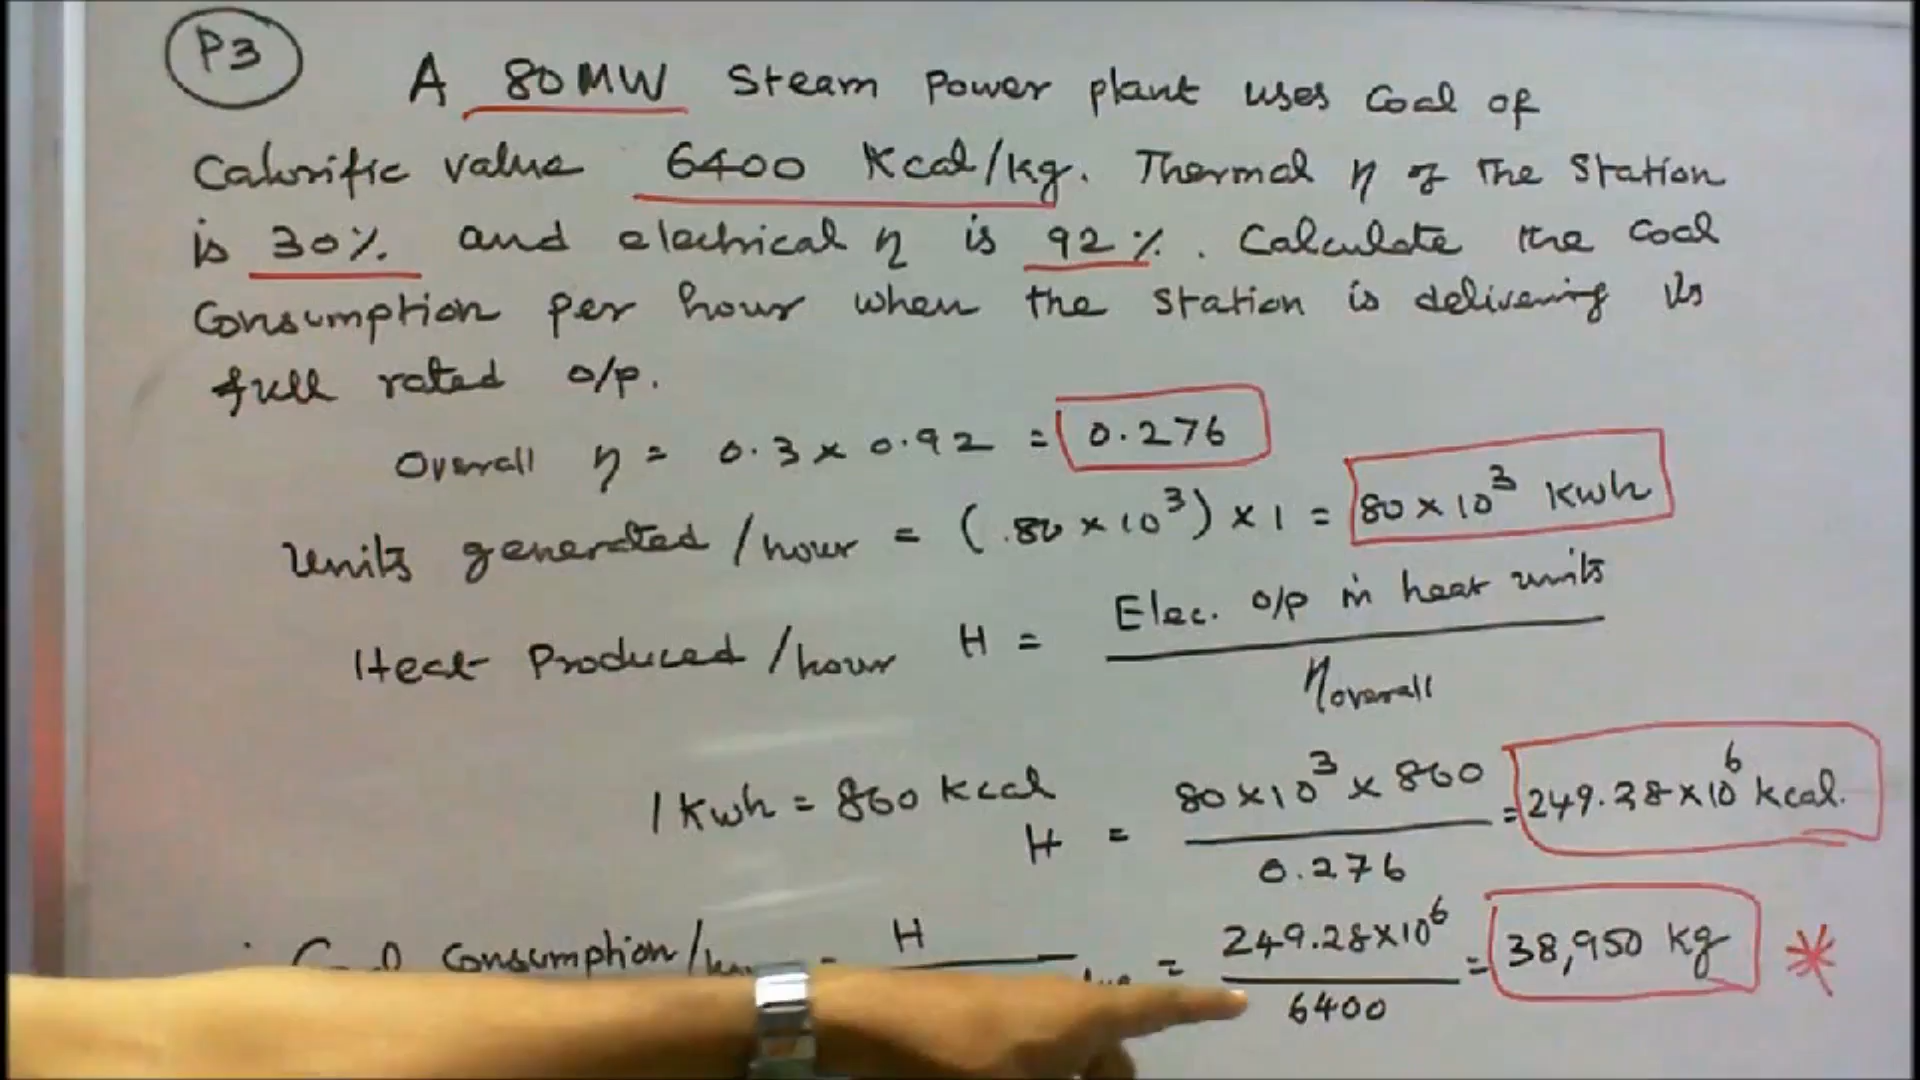 P3
A 80MW Steam Power plant uses Coal of
Calorific value 6400 Kcal/kg. Thermal η of The Station
is 30%. and electrical η is 92%. Calculate the Coal
Consumption per hour when the Station is delivering its
full rated o/p.
Overall η = 0.3 × 0.92 = 0.276
Units generated/hour = (80×10³) × 1 = 80×10³ Kwh
Heat Produced/hour H = Elec. o/p in heat units
η overall
1 Kwh = 860 kcal
H = 80×10³ × 860 = 249.28×10⁶ kcal.
0.276
Consumption/ = H = 249.28×10⁶ = 38,950 kg
6400